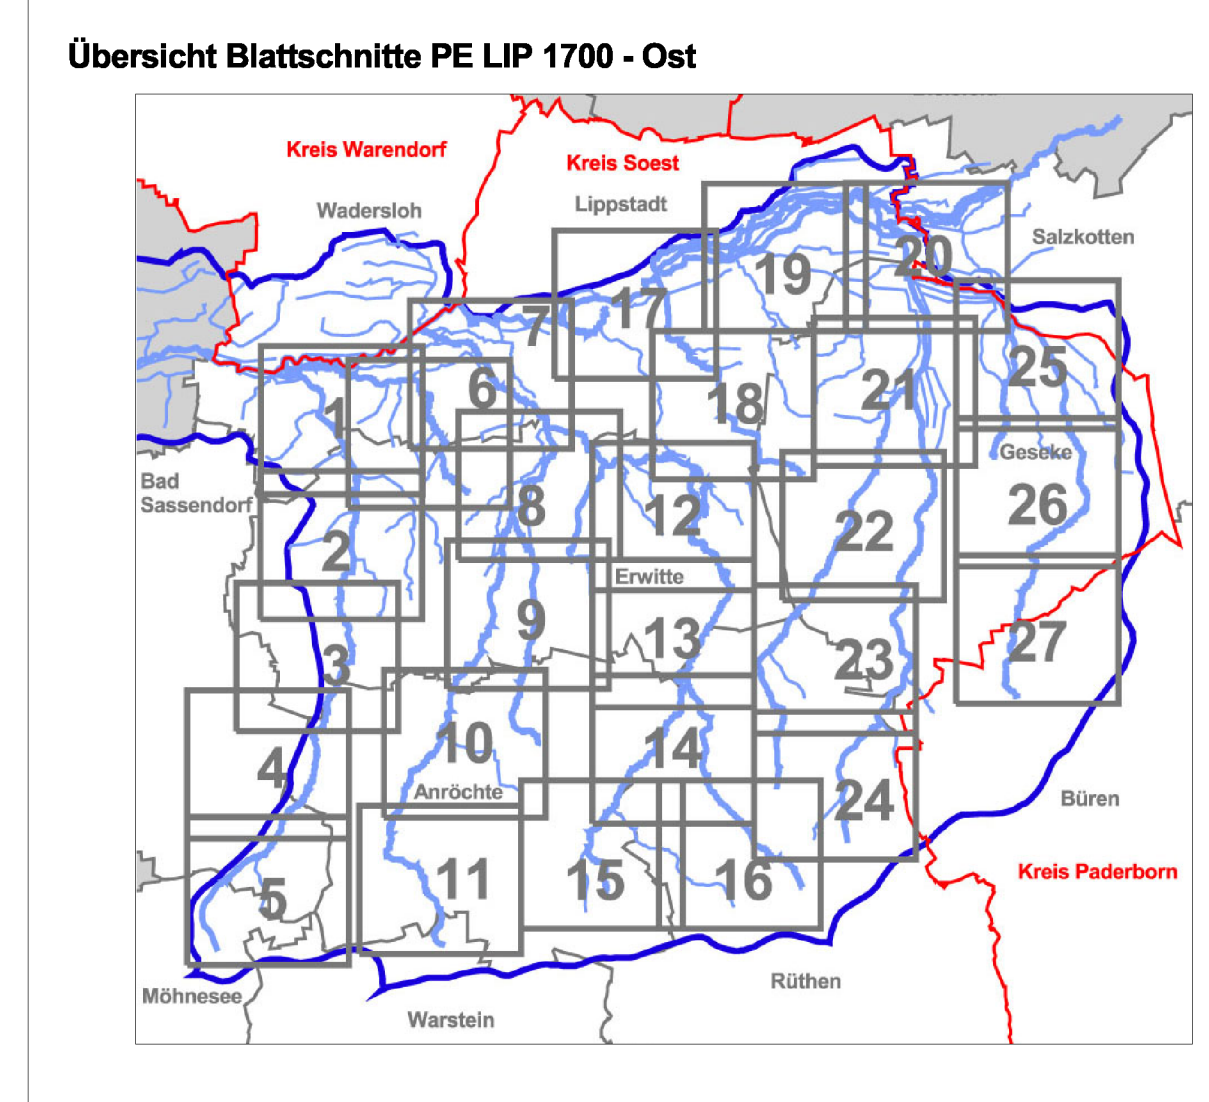 Übersicht Blattschnitte PE LIP 1700 - Ost
Kreis Warendorf
Kreis Soest
Wadersloh
Lippstadt
Salzkotten
20
19
17
7
25
21
6
18
1
Geseke
Bad
Sassendorf
8
26
12
22
2
Erwitte
9
13
27
23
3
10
14
4
Anröchte
24
Büren
11
15
16
Kreis Paderborn
5
Rüthen
Möhnesee
Warstein